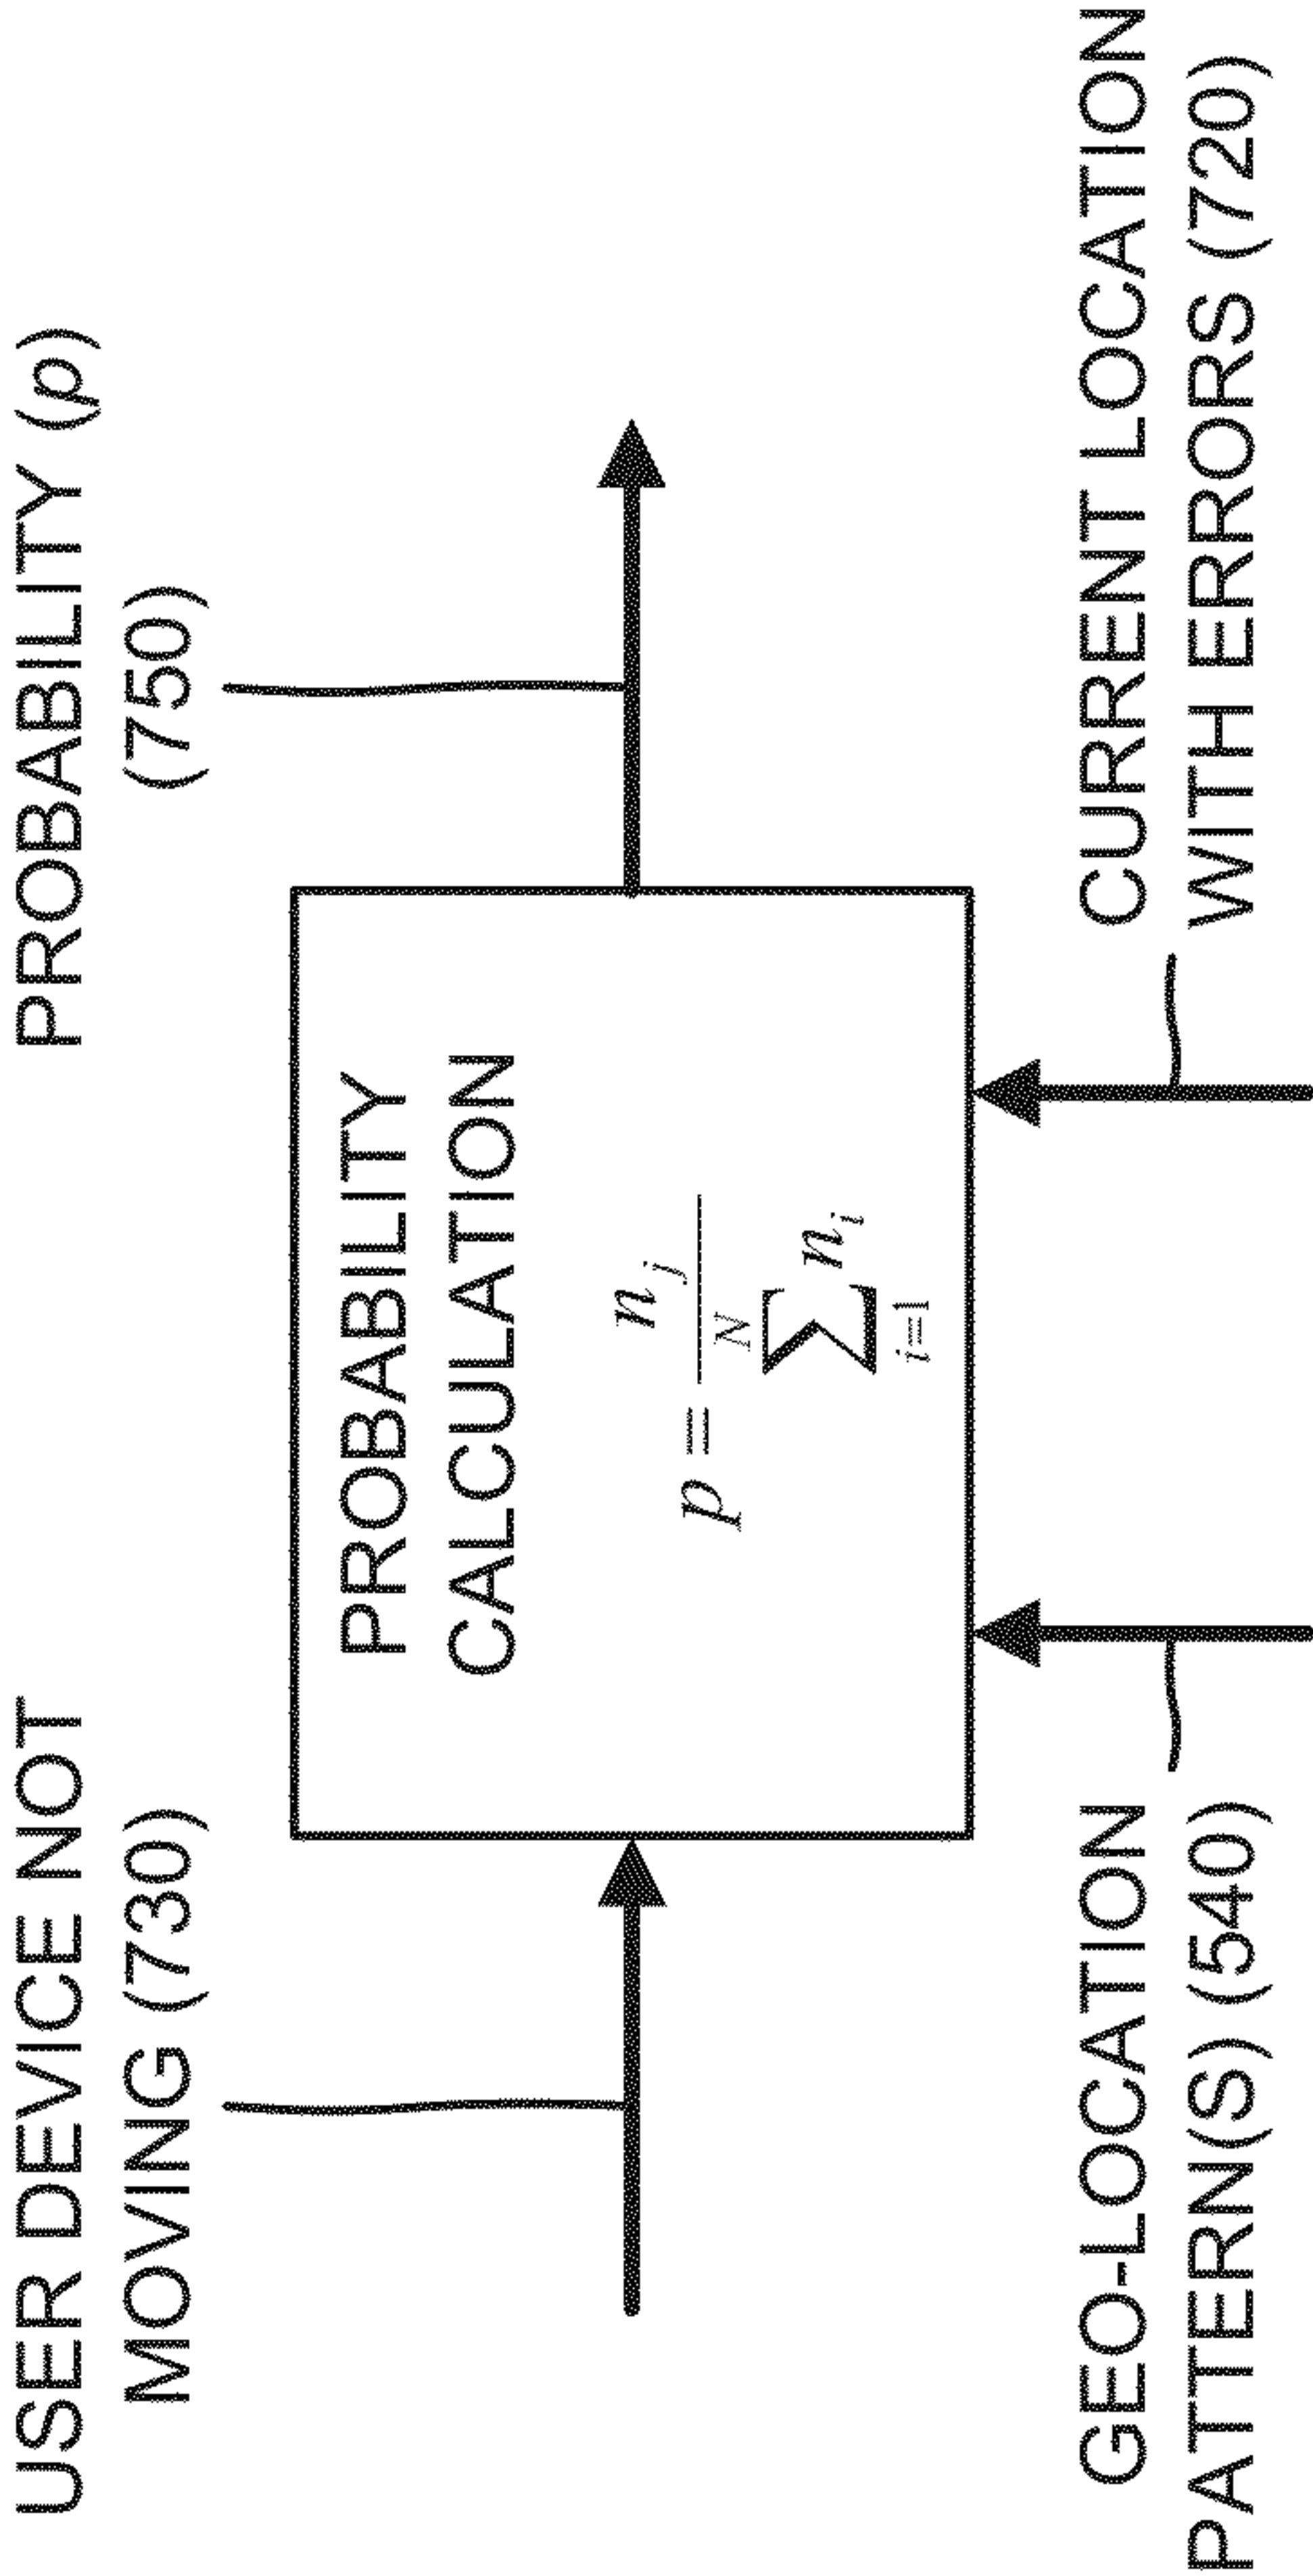 USER DEVICE NOT
MOVING (730)
PROBABILITY (p)
(750)
PROBABILITY
CALCULATION
p = n_j / \sum_{i=1}^{N} n_i
GEO-LOCATION
PATTERN(S) (540)
CURRENT LOCATION
WITH ERRORS (720)